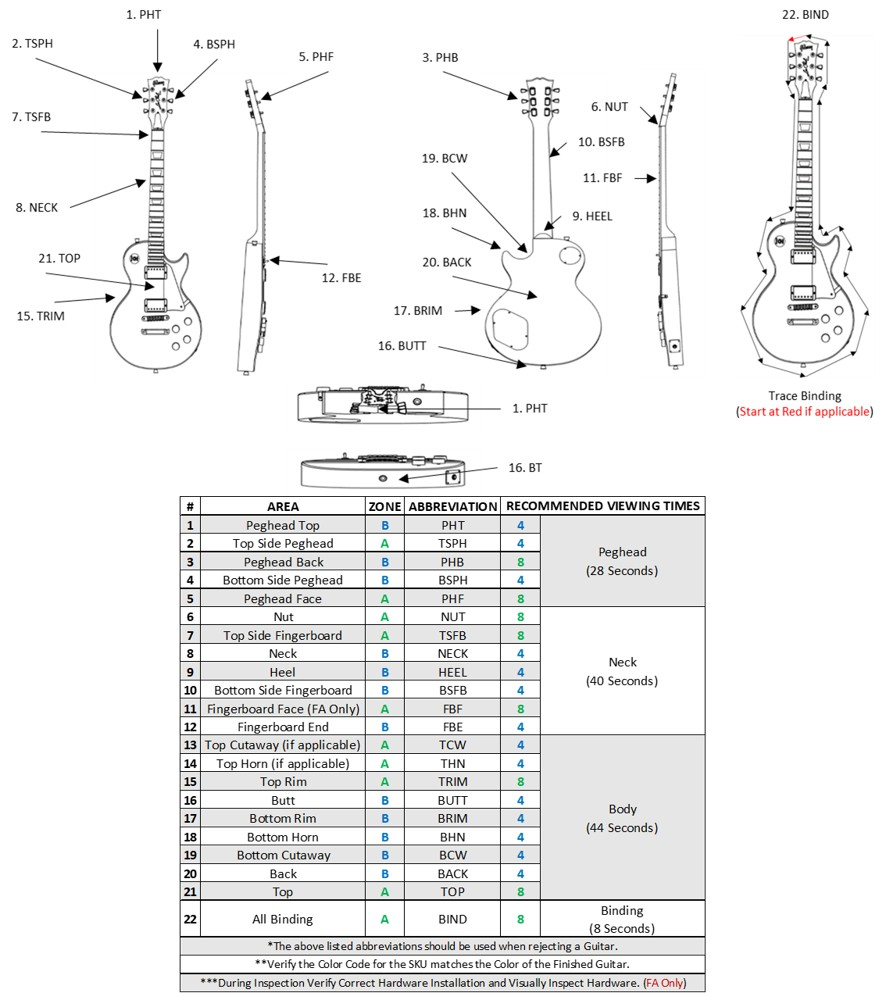 1. PHT
22. BIND
2. TSPH
4. BSPH
5. PHF
3. PHB
6. NUT
7. TSFB
10. BSFB
19. BCW
11. FBF
8. NECK
18. BHN
9. HEEL
21. TOP
20. BACK
12. FBE
15. TRIM
17. BRIM
16. BUTT
Trace Binding
(Start at Red if applicable)
1. PHT
16. BT
# AREA ZONE ABBREVIATION RECOMMENDED VIEWING TIMES
1 Peghead Top B PHT 4
2 Top Side Peghead A TSPH 4
3 Peghead Back B PHB 8
4 Bottom Side Peghead B BSPH 4
5 Peghead Face A PHF 8
Peghead
(28 Seconds)
6 Nut A NUT 8
7 Top Side Fingerboard A TSFB 8
8 Neck B NECK 4
9 Heel B HEEL 4
10 Bottom Side Fingerboard B BSFB 4
11 Fingerboard Face (FA Only) A FBF 8
12 Fingerboard End B FBE 4
Neck
(40 Seconds)
13 Top Cutaway (if applicable) A TCW 4
14 Top Horn (if applicable) A THN 4
15 Top Rim A TRIM 8
16 Butt B BUTT 4
17 Bottom Rim B BRIM 4
18 Bottom Horn B BHN 4
19 Bottom Cutaway B BCW 4
20 Back B BACK 4
21 Top A TOP 8
Body
(44 Seconds)
22 All Binding A BIND 8
Binding
(8 Seconds)
*The above listed abbreviations should be used when rejecting a Guitar.
**Verify the Color Code for the SKU matches the Color of the Finished Guitar.
***During Inspection Verify Correct Hardware Installation and Visually Inspect Hardware. (FA Only)